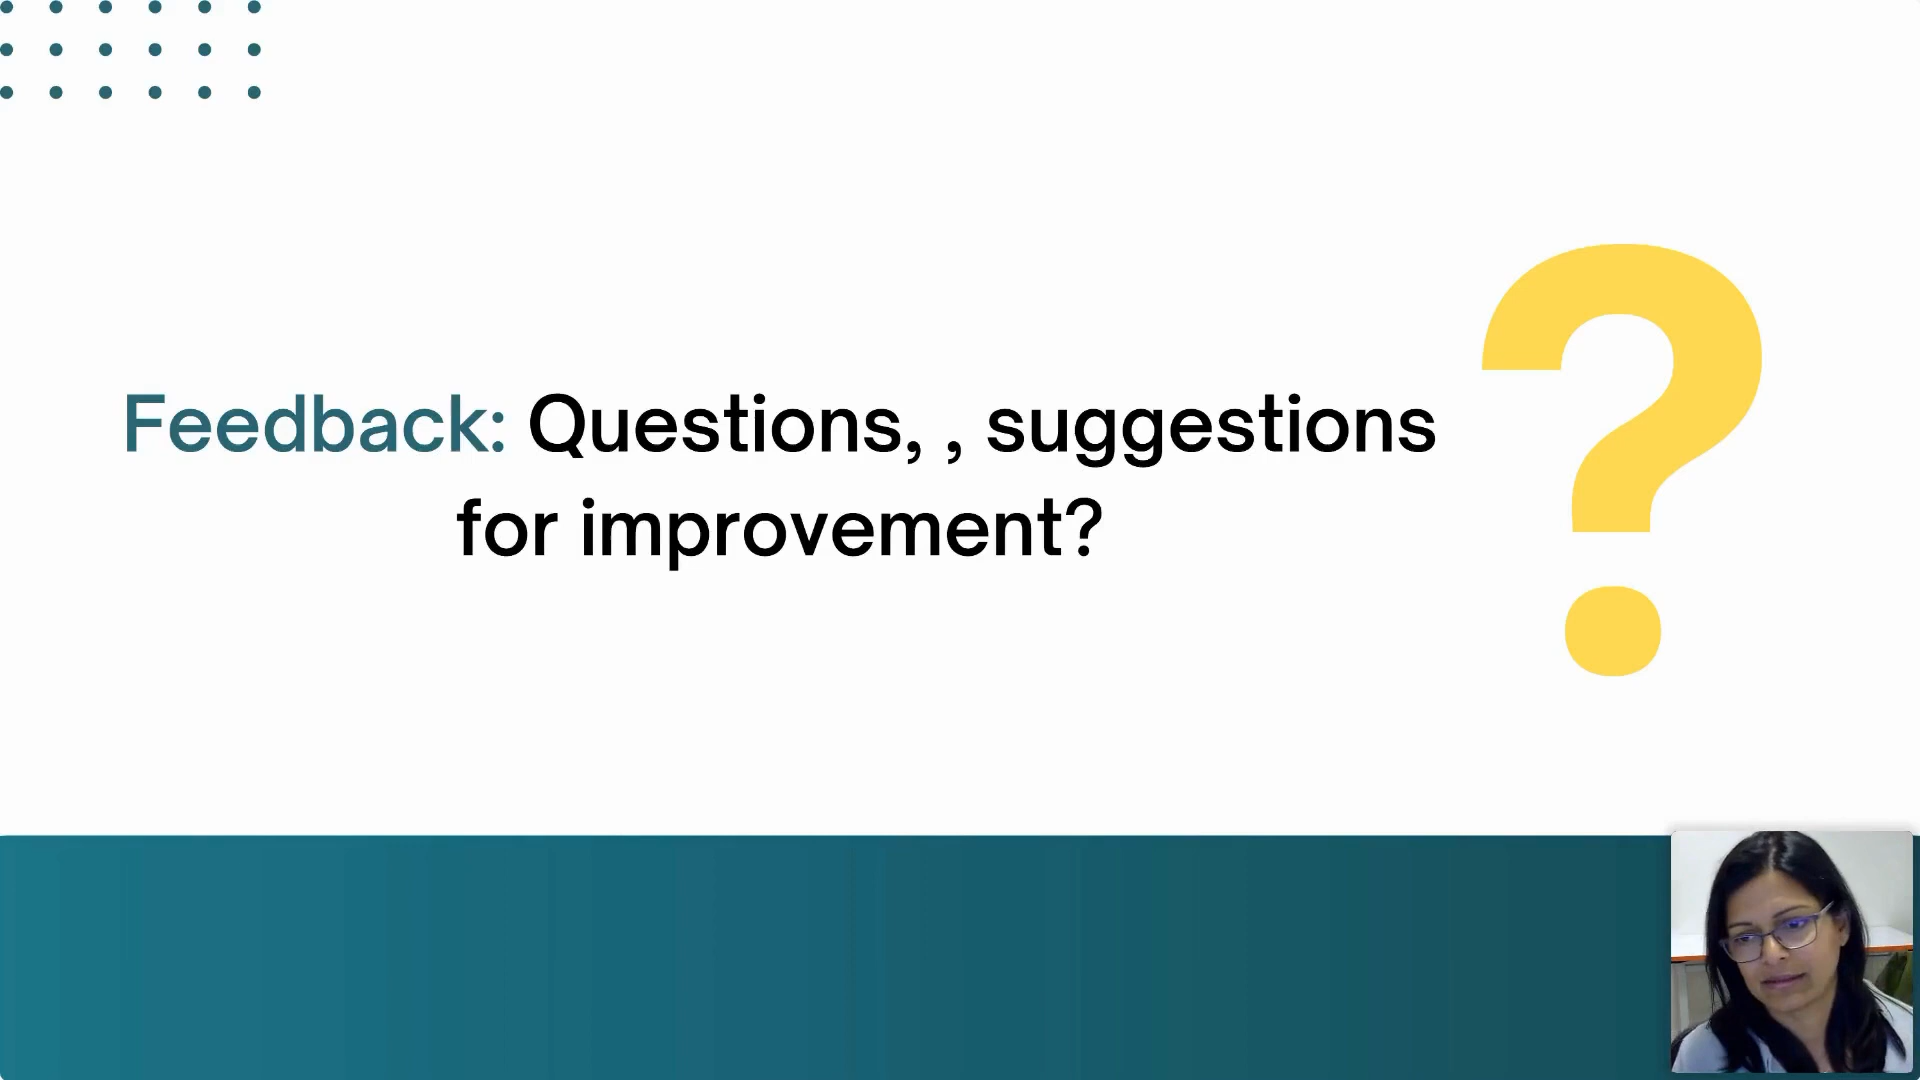 Feedback: Questions, , suggestions
for improvement?
?